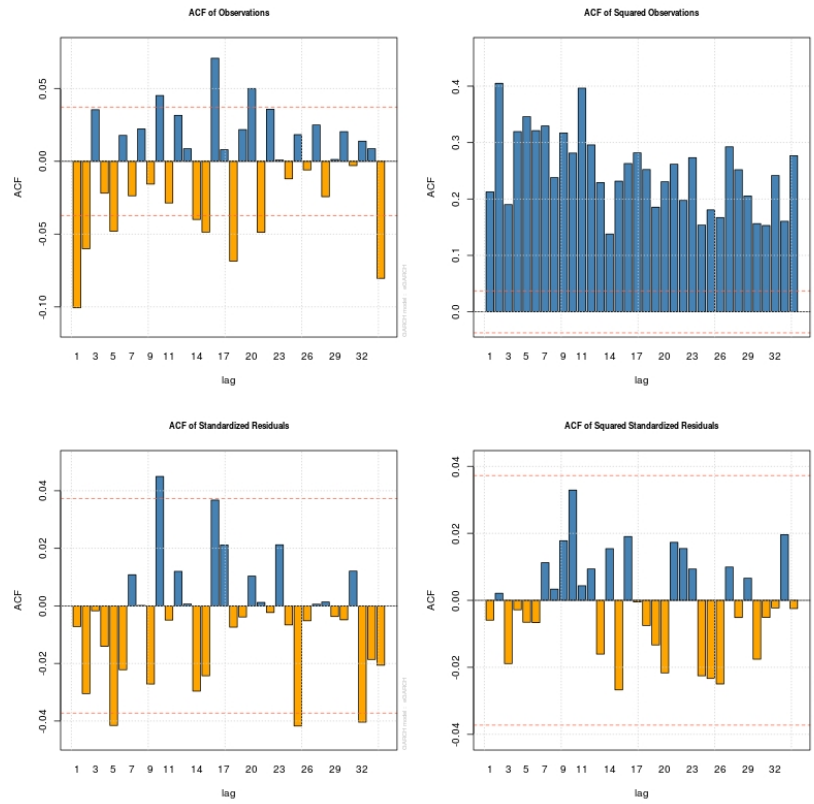 ACF of Observations
ACF
0.05
0.00
-0.05
-0.10
1 3 5 7 9 11 14 17 20 23 26 29 32
lag
GARCH model : eGARCH
ACF of Squared Observations
ACF
0.4
0.3
0.2
0.1
0.0
1 3 5 7 9 11 14 17 20 23 26 29 32
lag
ACF of Standardized Residuals
ACF
0.04
0.02
0.00
-0.02
-0.04
1 3 5 7 9 11 14 17 20 23 26 29 32
lag
GARCH model : eGARCH
ACF of Squared Standardized Residuals
ACF
0.04
0.02
0.00
-0.02
-0.04
1 3 5 7 9 11 14 17 20 23 26 29 32
lag